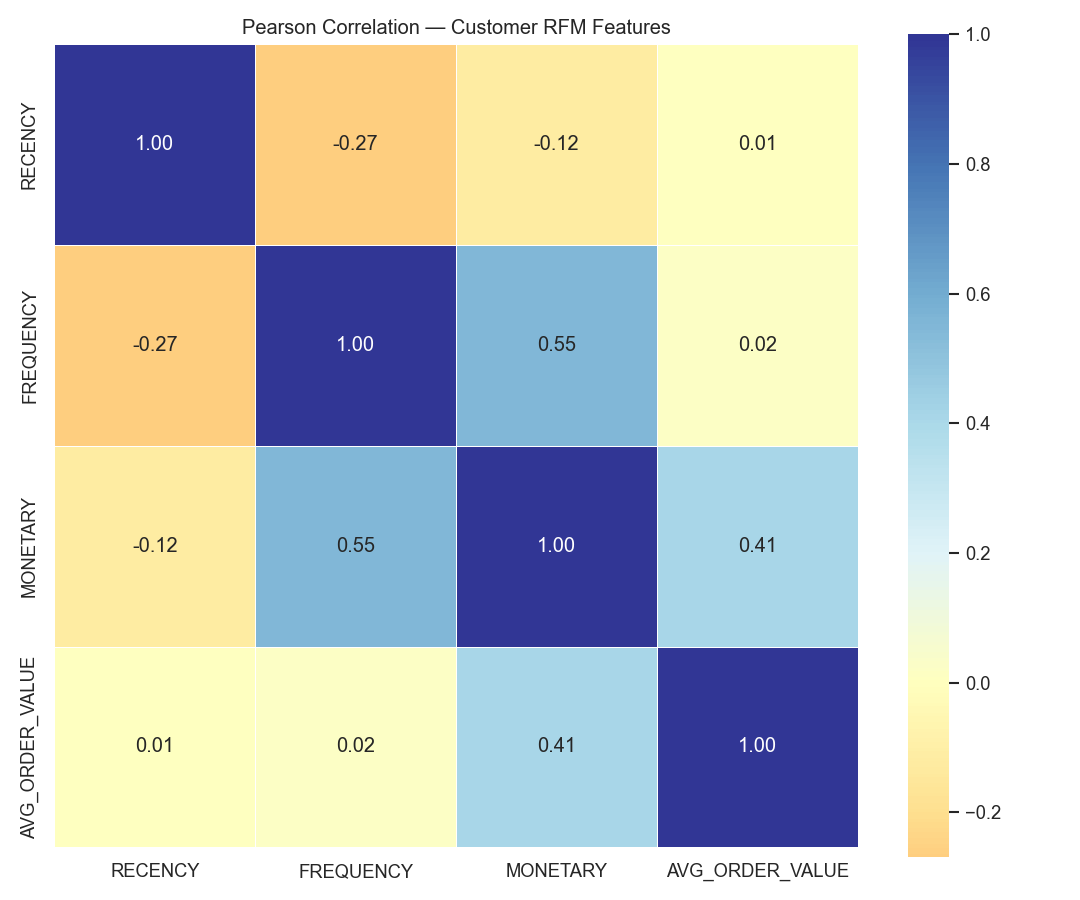 Pearson Correlation — Customer RFM Features
RECENCY
1.00
-0.27
-0.12
0.01
FREQUENCY
-0.27
1.00
0.55
0.02
MONETARY
-0.12
0.55
1.00
0.41
AVG_ORDER_VALUE
0.01
0.02
0.41
1.00
RECENCY
FREQUENCY
MONETARY
AVG_ORDER_VALUE
1.0
0.8
0.6
0.4
0.2
0.0
−0.2